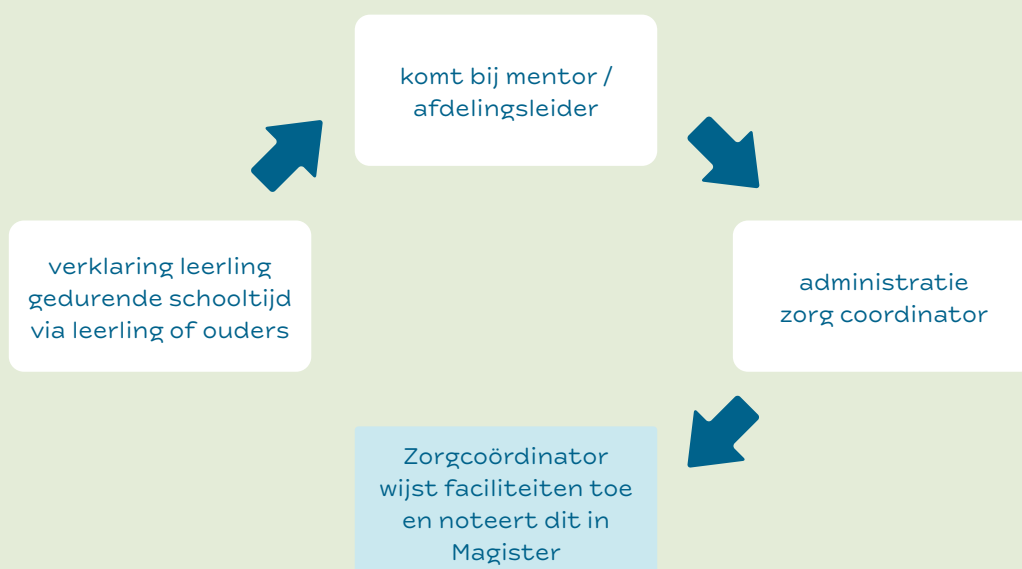 komt bij mentor /
afdelingsleider
verklaring leerling
gedurende schooltijd
via leerling of ouders
administratie
zorg coordinator
Zorgcoördinator
wijst faciliteiten toe
en noteert dit in
Magister